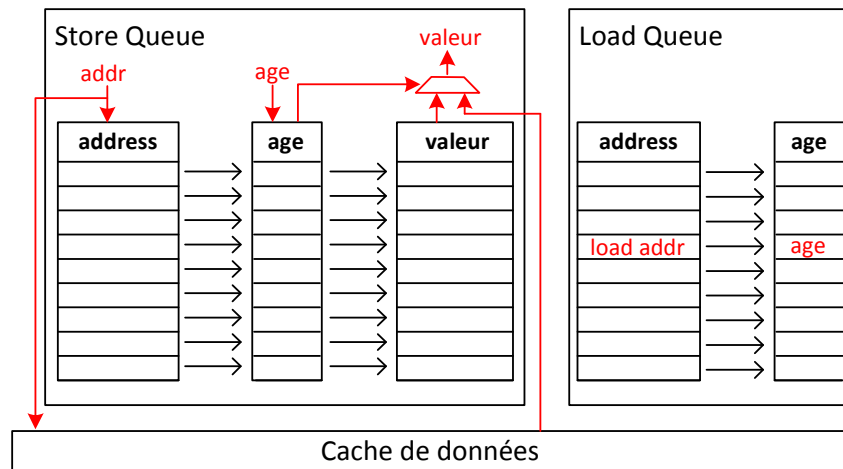 Store Queue
valeur
Load Queue
addr
age
address
age
valeur
address
age
load addr
age
Cache de données